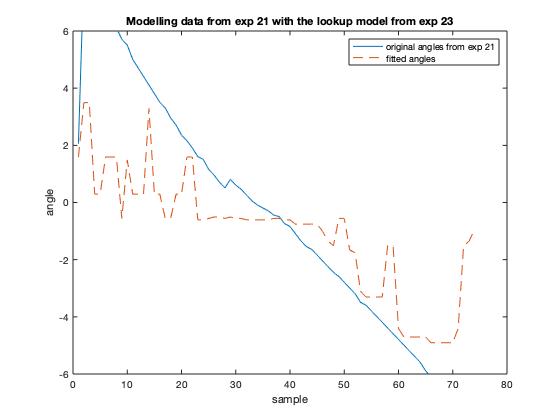 Modelling data from exp 21 with the lookup model from exp 23
original angles from exp 21
fitted angles
6
4
2
0
-2
-4
-6
angle
0 10 20 30 40 50 60 70 80
sample